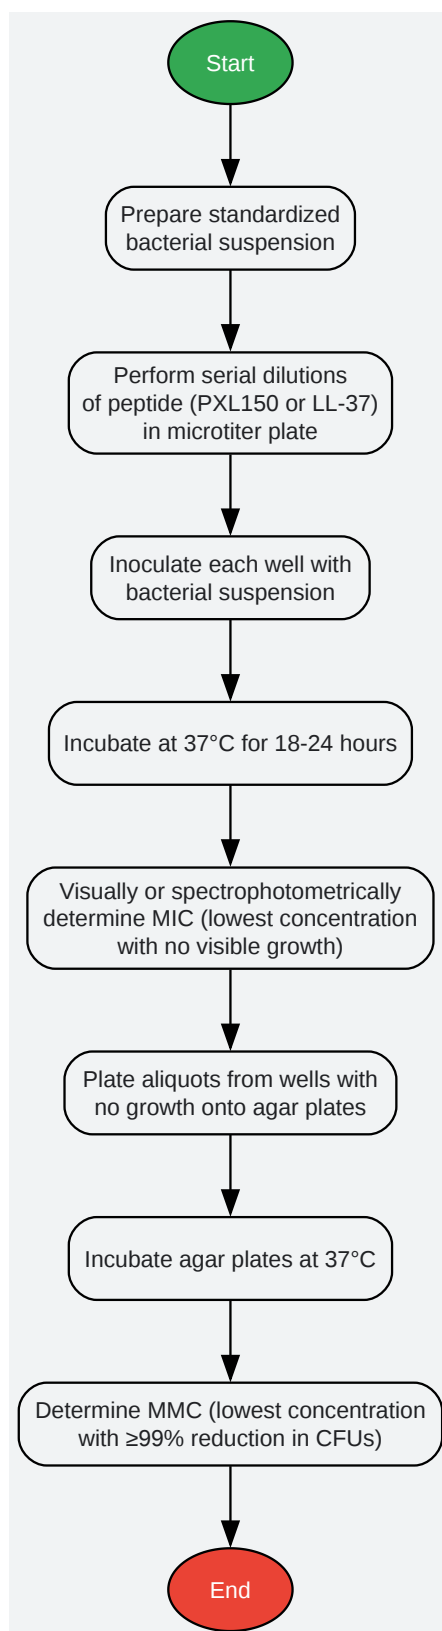 Start
Prepare standardized
bacterial suspension
Perform serial dilutions
of peptide (PXL150 or LL-37)
in microtiter plate
Inoculate each well with
bacterial suspension
Incubate at 37°C for 18-24 hours
Visually or spectrophotometrically
determine MIC (lowest concentration
with no visible growth)
Plate aliquots from wells with
no growth onto agar plates
Incubate agar plates at 37°C
Determine MMC (lowest concentration
with ≥99% reduction in CFUs)
End